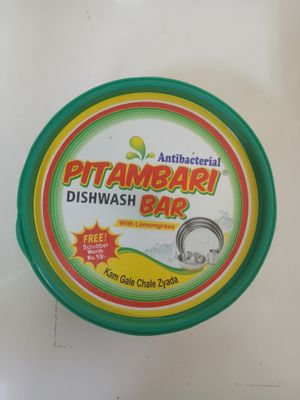 Antibacterial
PITAMBARI®
DISHWASH BAR
With Lemongrass
FREE!
Scrubber
Worth
Rs.10/-
Kam Gale Chale Zyada